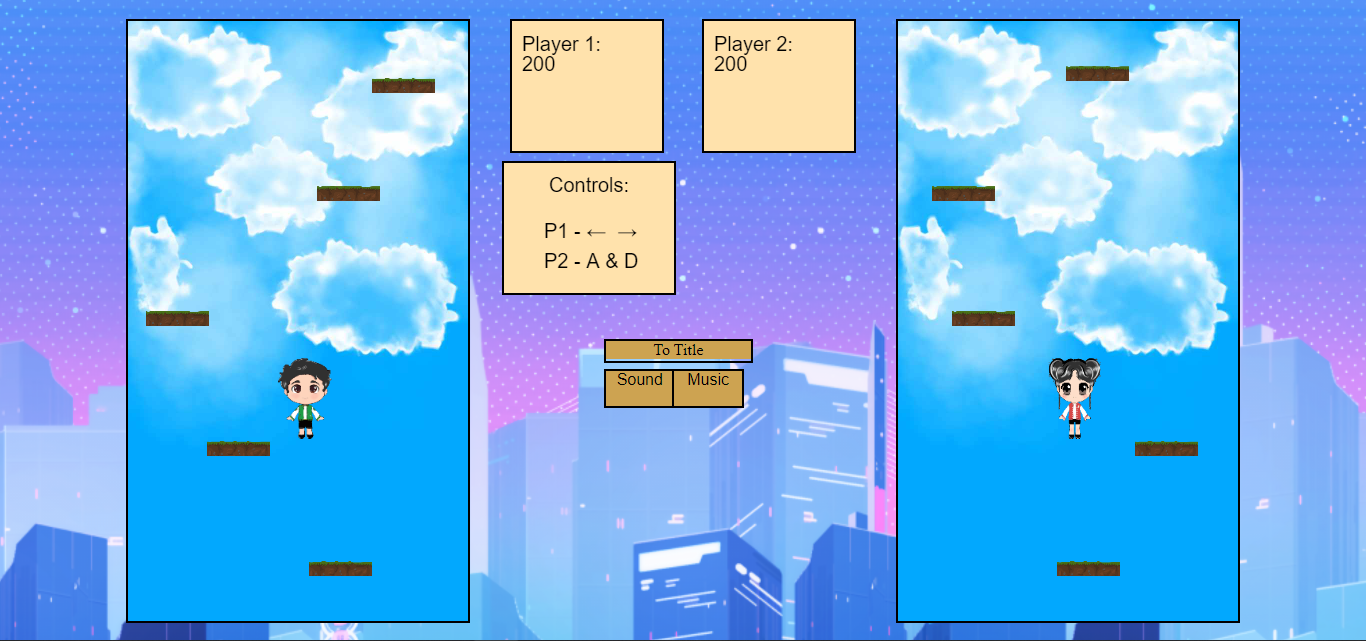 Player 1:
200
Player 2:
200
Controls:
P1 - ← →
P2 - A & D
To Title
Sound
Music